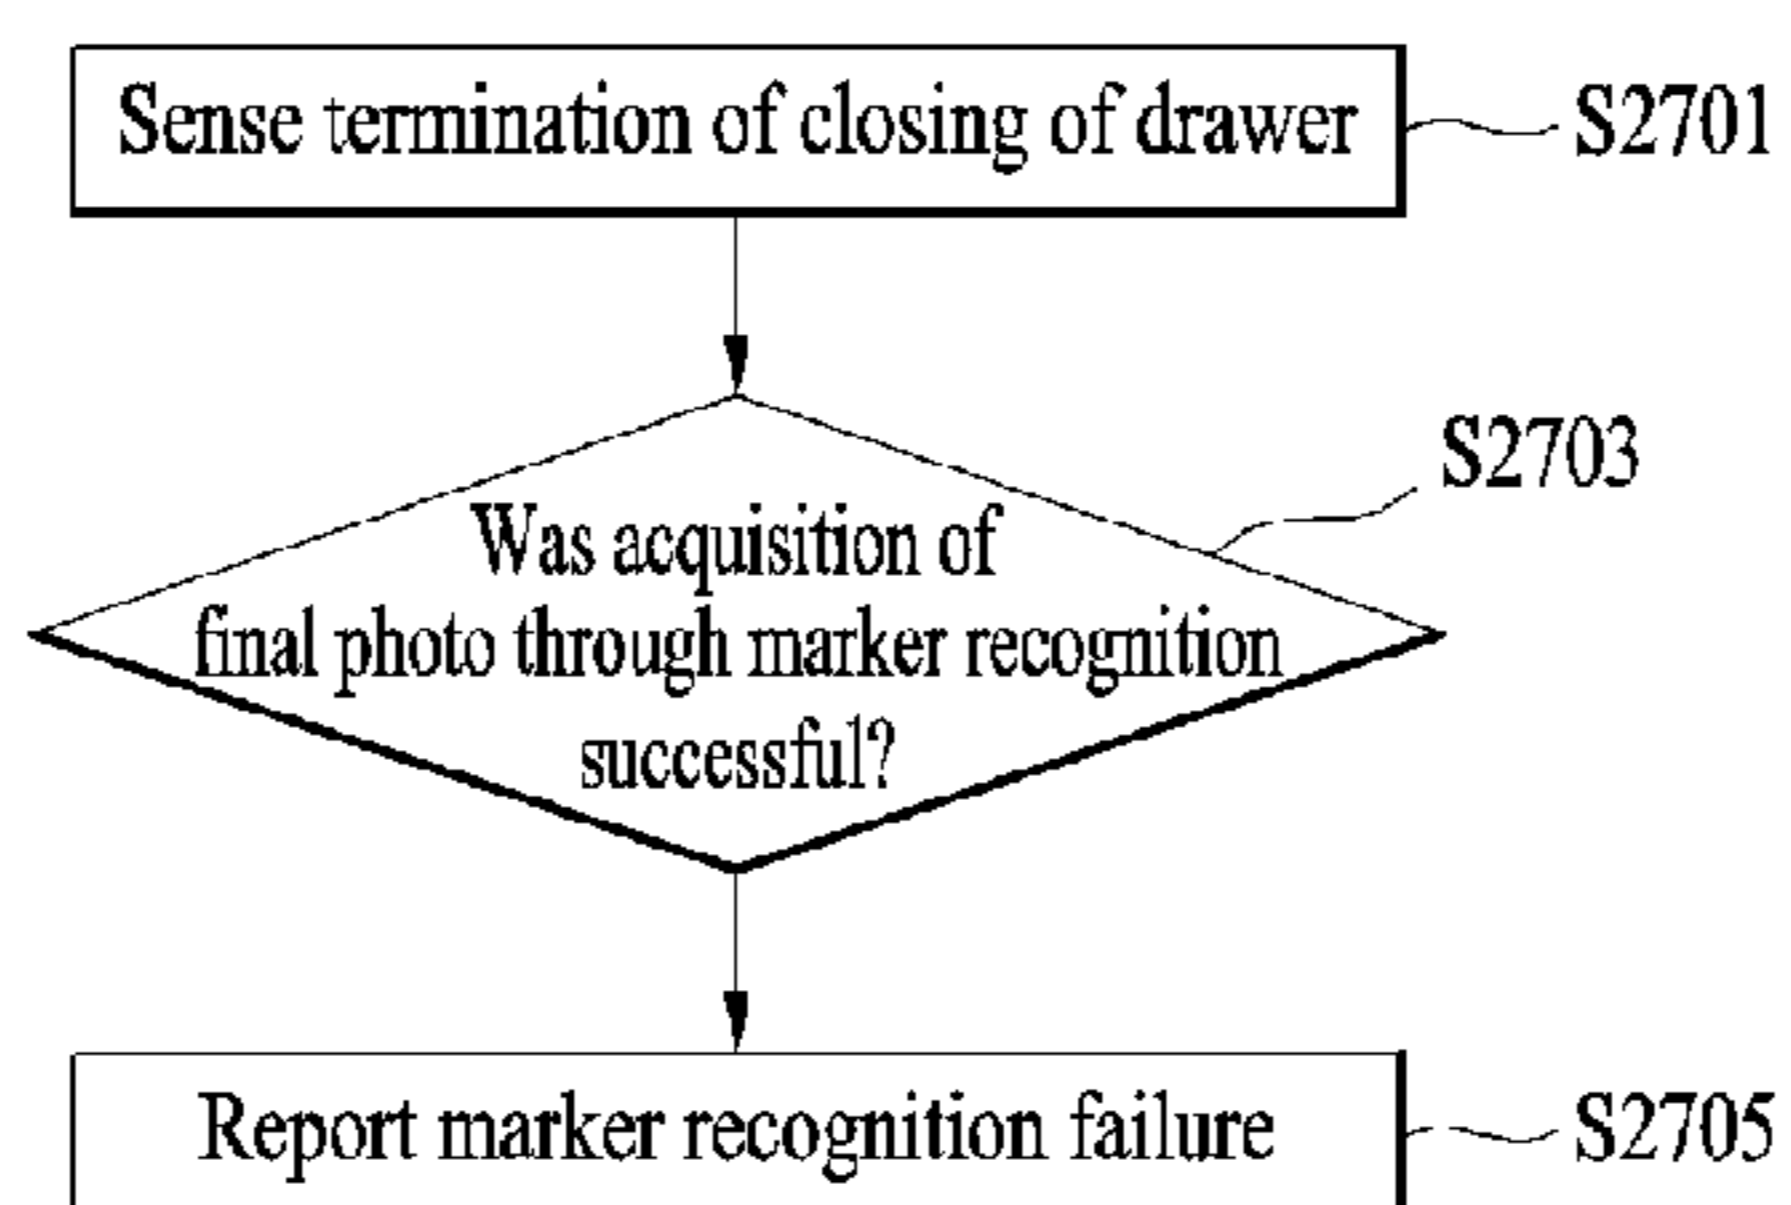 Sense termination of closing of drawer
S2701
S2703
Was acquisition of
final photo through marker recognition
successful?
Report marker recognition failure
S2705